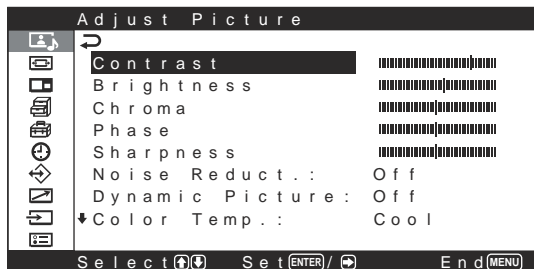 Adjust Picture
Contrast
Brightness
Chroma
Phase
Sharpness
Noise Reduct.: Off
Dynamic Picture: Off
Color Temp.: Cool
Select Set ENTER / End MENU